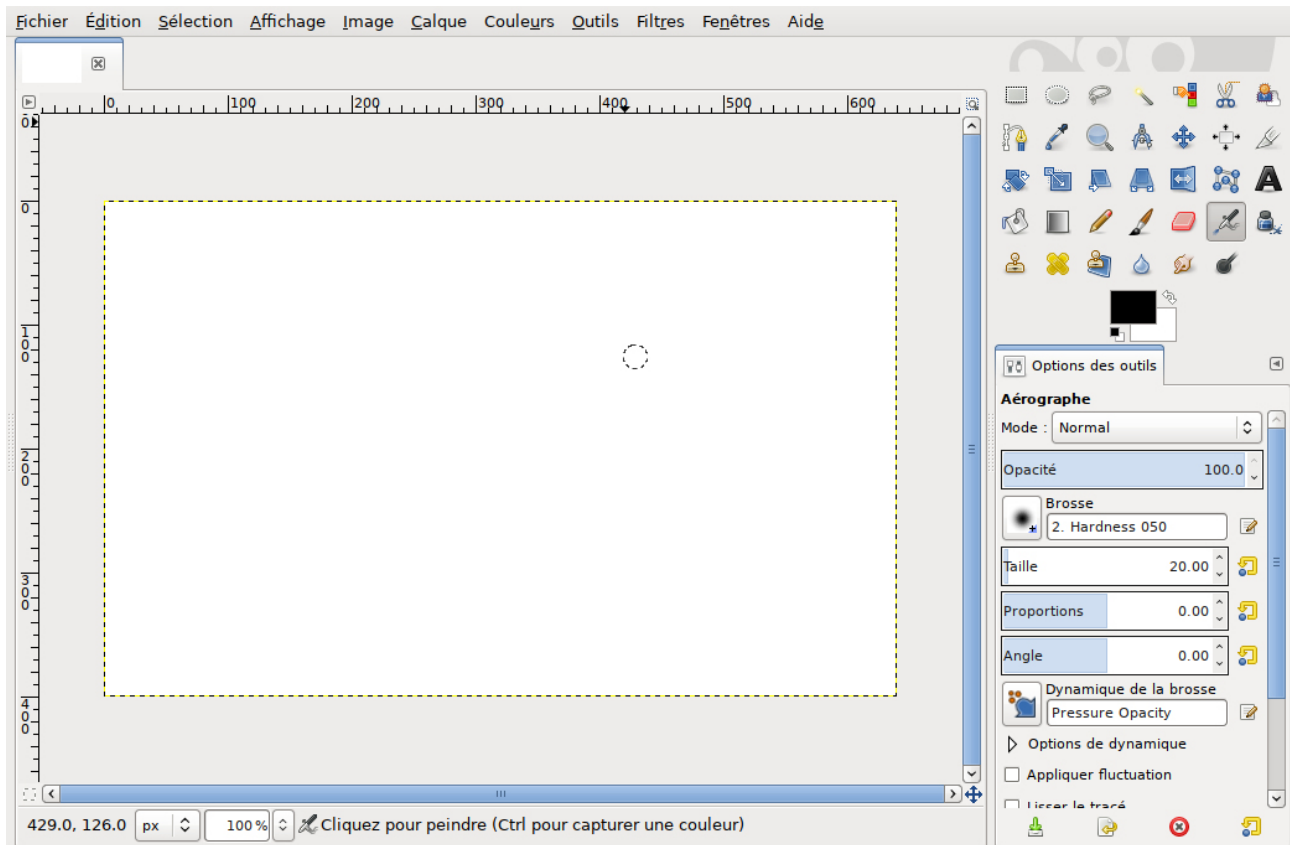 Fichier Édition Sélection Affichage Image Calque Couleurs Outils Filtres Fenêtres Aide
0 100 200 300 400 500 600
0
0
100
200
300
400
Options des outils
Aérographe
Mode : Normal
Opacité 100.0
Brosse
2. Hardness 050
Taille 20.00
Proportions 0.00
Angle 0.00
Dynamique de la brosse
Pressure Opacity
Options de dynamique
Appliquer fluctuation
Lisser le tracé
429.0, 126.0 px 100 % Cliquez pour peindre (Ctrl pour capturer une couleur)